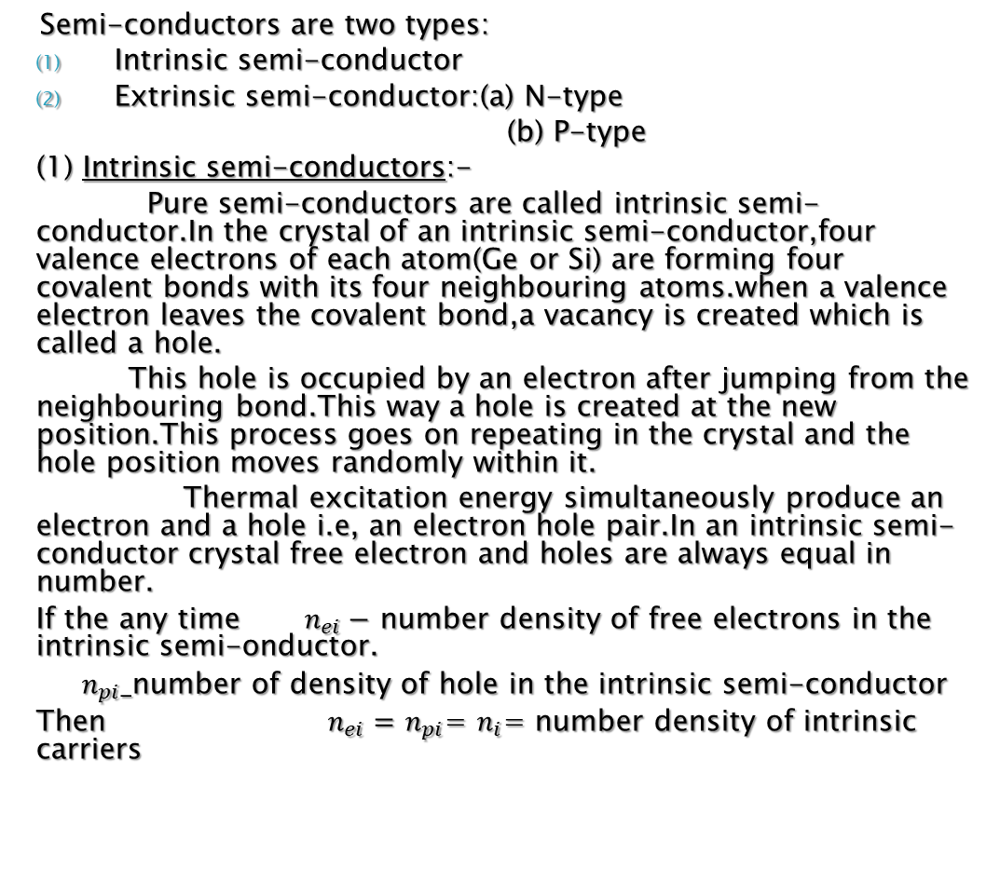 Semi-conductors are two types:
(1) Intrinsic semi-conductor
(2) Extrinsic semi-conductor:(a) N-type
(b) P-type
(1) Intrinsic semi-conductors:-
Pure semi-conductors are called intrinsic semi-
conductor.In the crystal of an intrinsic semi-conductor,four
valence electrons of each atom(Ge or Si) are forming four
covalent bonds with its four neighbouring atoms.when a valence
electron leaves the covalent bond,a vacancy is created which is
called a hole.
This hole is occupied by an electron after jumping from the
neighbouring bond.This way a hole is created at the new
position.This process goes on repeating in the crystal and the
hole position moves randomly within it.
Thermal excitation energy simultaneously produce an
electron and a hole i.e, an electron hole pair.In an intrinsic semi-
conductor crystal free electron and holes are always equal in
number.
If the any time n_{ei} − number density of free electrons in the
intrinsic semi-onductor.
n_{pi}_number of density of hole in the intrinsic semi-conductor
Then n_{ei} = n_{pi}= n_{i}= number density of intrinsic
carriers